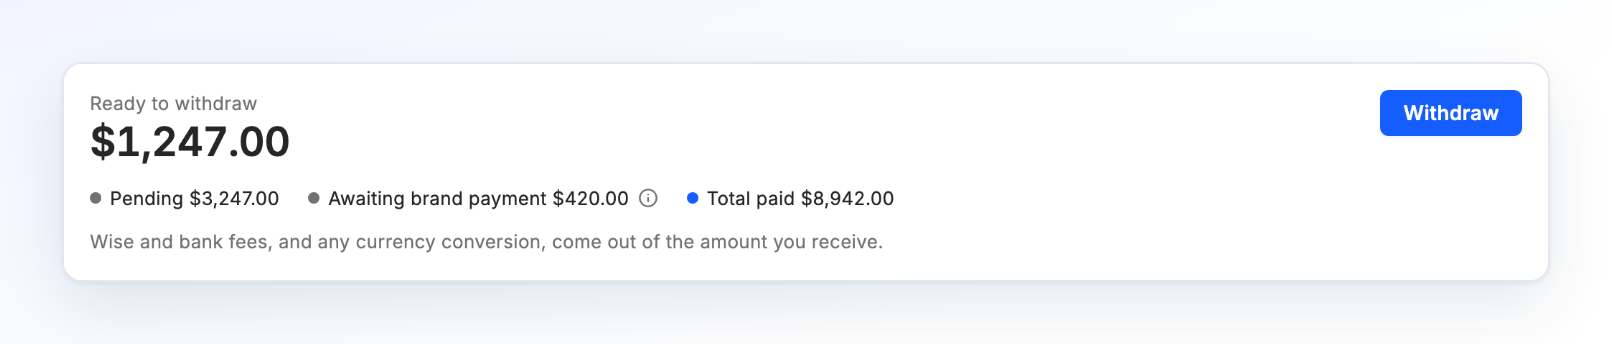 Ready to withdraw
$1,247.00
Withdraw
Pending $3,247.00 Awaiting brand payment $420.00 Total paid $8,942.00
Wise and bank fees, and any currency conversion, come out of the amount you receive.